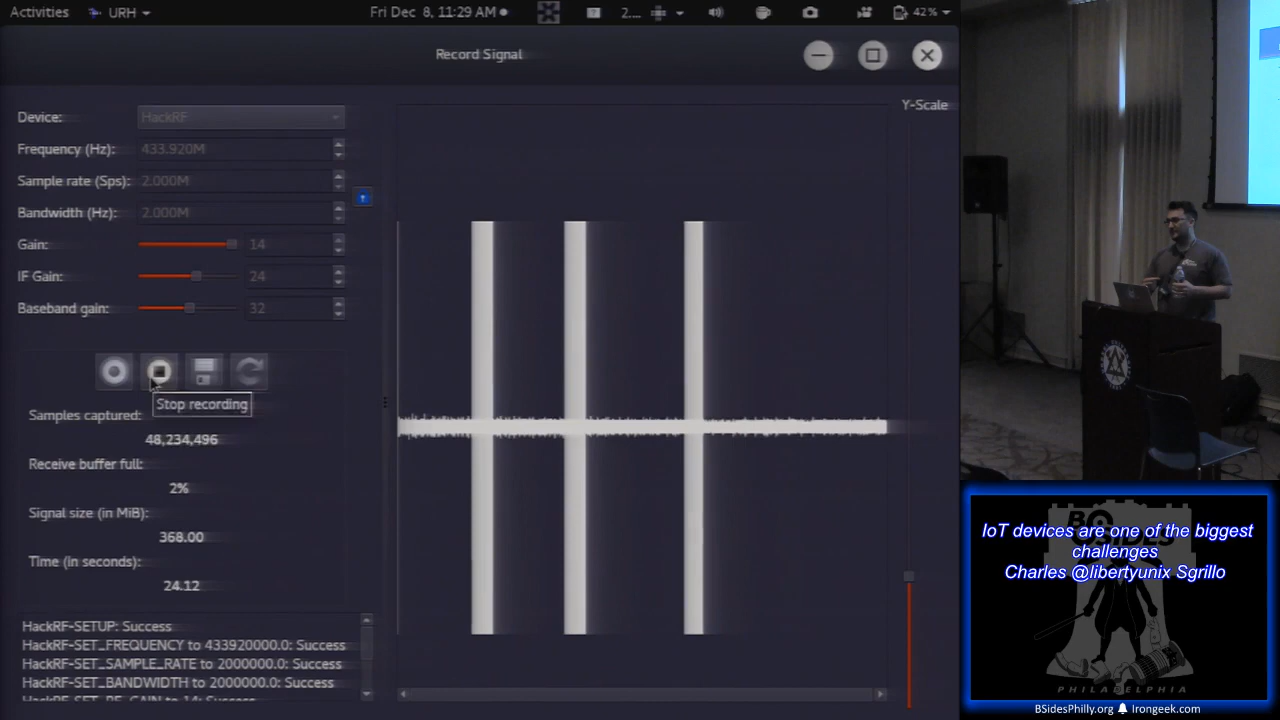 Activities
URH
Fri Dec 8, 11:29 AM
2...
42%
Record Signal
Device:
HackRF
Frequency (Hz):
433.920M
Sample rate (Sps):
2.000M
Bandwidth (Hz):
2.000M
Gain:
14
IF Gain:
24
Baseband gain:
32
Stop recording
Samples captured:
48,234,496
Receive buffer full:
2%
Signal size (in MiB):
368.00
Time (in seconds):
24.12
HackRF-SETUP: Success
HackRF-SET_FREQUENCY to 433920000.0: Success
HackRF-SET_SAMPLE_RATE to 2000000.0: Success
HackRF-SET_BANDWIDTH to 2000000.0: Success
Y-Scale
BSIDES
IoT devices are one of the biggest
challenges
Charles @libertyunix Sgrillo
PHILADELPHIA
BSidesPhilly.org
Irongeek.com